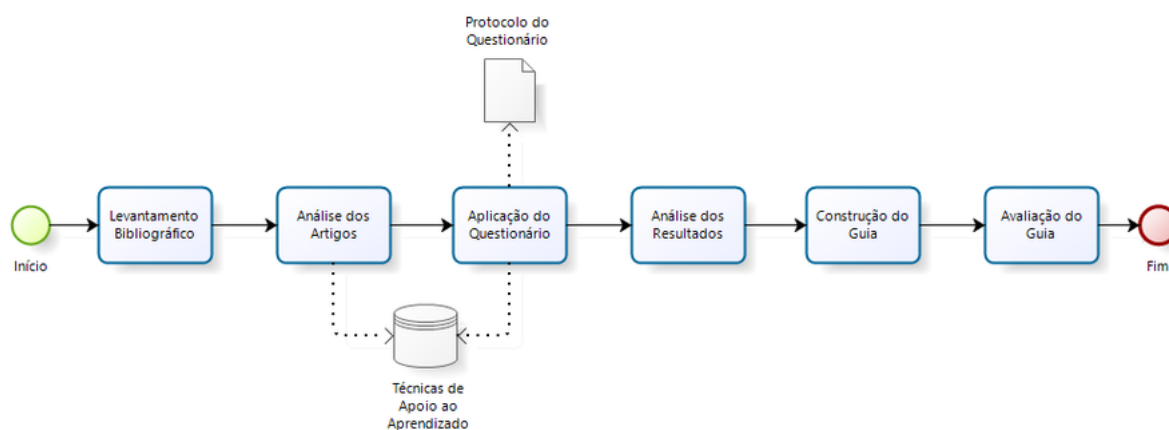 Protocolo do
Questionário
Levantamento
Bibliográfico
Análise dos
Artigos
Aplicação do
Questionário
Análise dos
Resultados
Construção do
Guia
Avaliação do
Guia
Início
Fim
Técnicas de
Apoio ao
Aprendizado